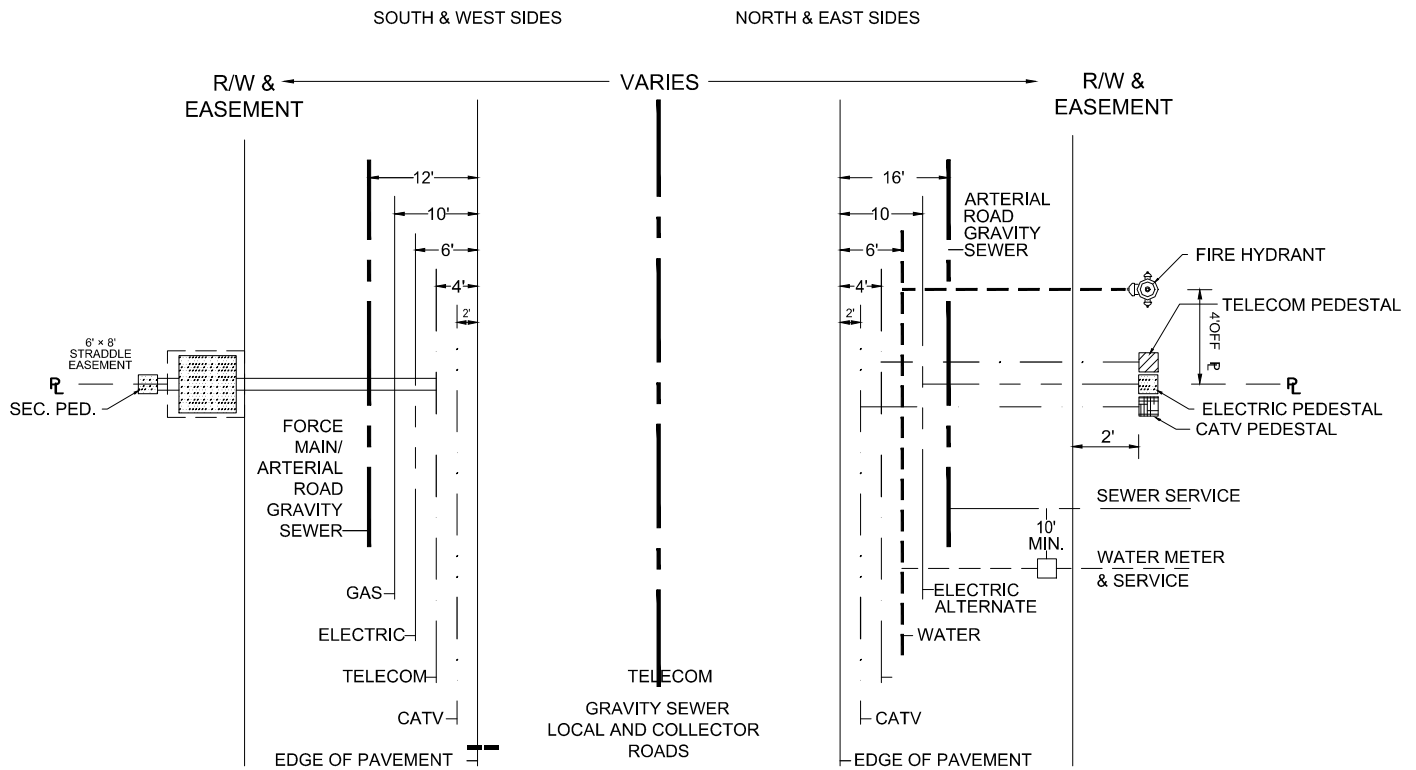 SOUTH & WEST SIDES
NORTH & EAST SIDES
R/W &
EASEMENT
VARIES
R/W &
EASEMENT
12'
10'
6'
4'
2'
16'
10
6'
4'
2'
ARTERIAL
ROAD
GRAVITY
SEWER
FIRE HYDRANT
TELECOM PEDESTAL
4'OFF PL
6' × 8'
STRADDLE
EASEMENT
PL
SEC. PED.
PL
ELECTRIC PEDESTAL
CATV PEDESTAL
2'
FORCE
MAIN/
ARTERIAL
ROAD
GRAVITY
SEWER
SEWER SERVICE
10'
MIN.
WATER METER
& SERVICE
GAS
ELECTRIC
ALTERNATE
ELECTRIC
WATER
TELECOM
TELECOM
CATV
GRAVITY SEWER
LOCAL AND COLLECTOR
ROADS
CATV
EDGE OF PAVEMENT
EDGE OF PAVEMENT